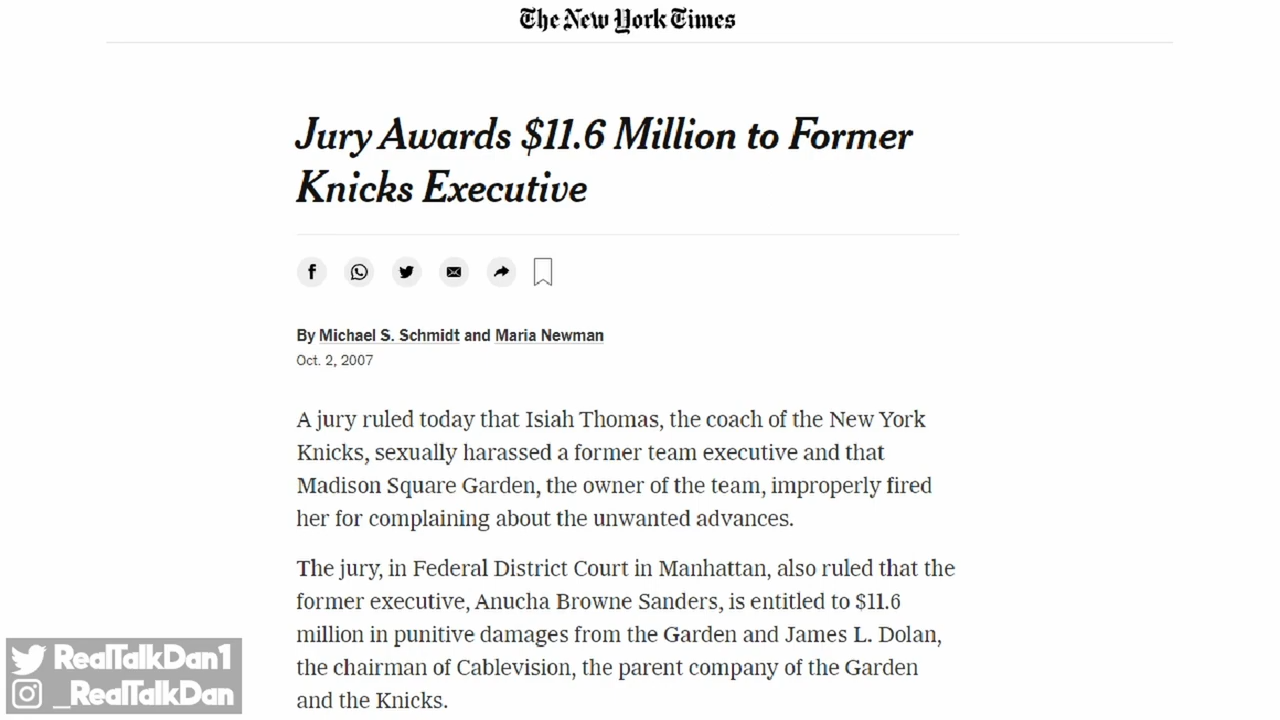 The New York Times
Jury Awards $11.6 Million to Former
Knicks Executive
By Michael S. Schmidt and Maria Newman
Oct. 2, 2007
A jury ruled today that Isiah Thomas, the coach of the New York
Knicks, sexually harassed a former team executive and that
Madison Square Garden, the owner of the team, improperly fired
her for complaining about the unwanted advances.
The jury, in Federal District Court in Manhattan, also ruled that the
former executive, Anucha Browne Sanders, is entitled to $11.6
million in punitive damages from the Garden and James L. Dolan,
the chairman of Cablevision, the parent company of the Garden
and the Knicks.
RealTalkDan1
_RealTalkDan